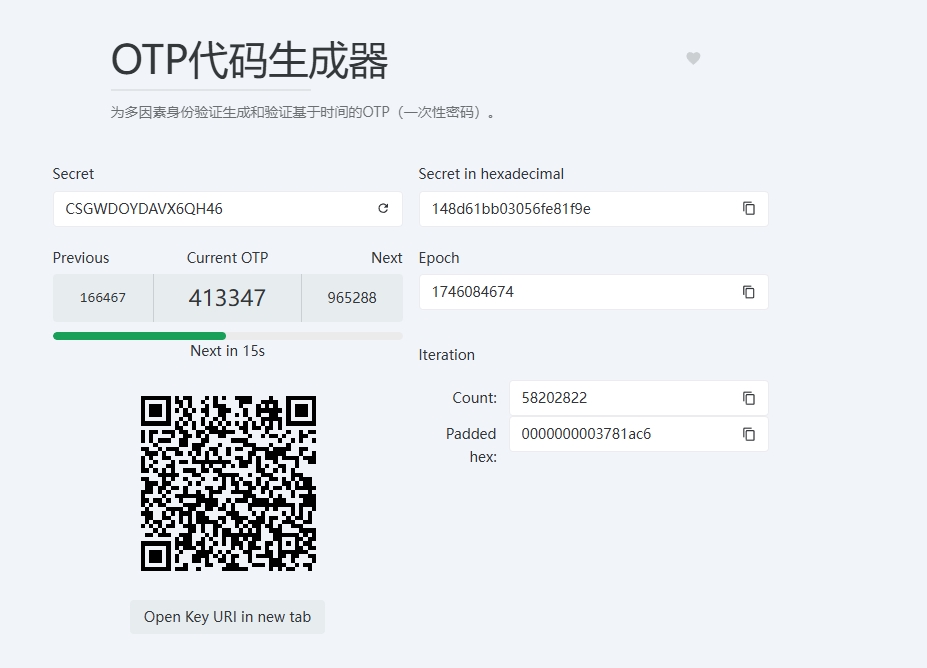 OTP代码生成器
为多因素身份验证生成和验证基于时间的OTP（一次性密码）。
Secret
CSGWDOYDAVX6QH46
Previous Current OTP Next
166467 413347 965288
Next in 15s
Open Key URI in new tab
Secret in hexadecimal
148d61bb03056fe81f9e
Epoch
1746084674
Iteration
Count: 58202822
Padded hex: 0000000003781ac6